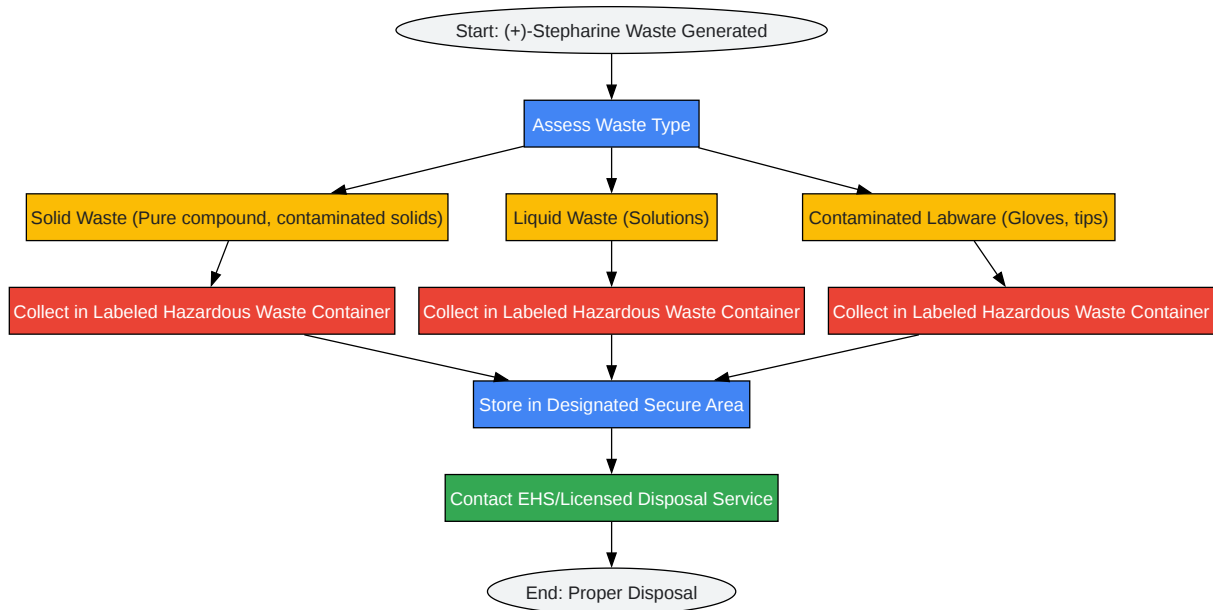 Start: (+)-Stepharine Waste Generated
Assess Waste Type
Solid Waste (Pure compound, contaminated solids)
Liquid Waste (Solutions)
Contaminated Labware (Gloves, tips)
Collect in Labeled Hazardous Waste Container
Collect in Labeled Hazardous Waste Container
Collect in Labeled Hazardous Waste Container
Store in Designated Secure Area
Contact EHS/Licensed Disposal Service
End: Proper Disposal